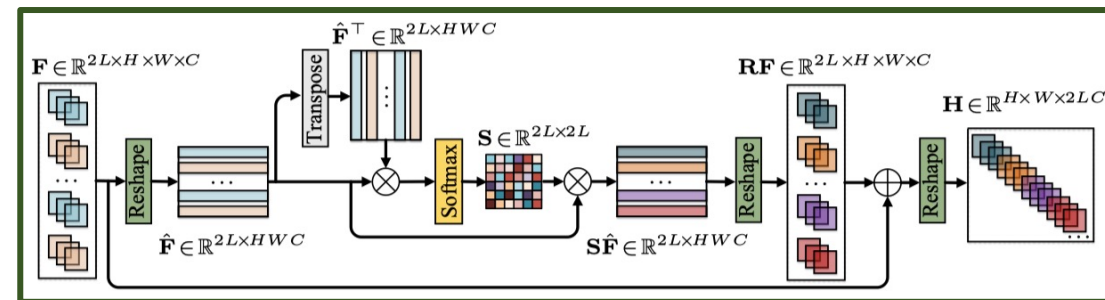 F ∈ ℝ^{2L×H×W×C}
Reshape
...
F̂ ∈ ℝ^{2L×HWC}
Transpose
F̂^⊤ ∈ ℝ^{2L×HWC}
⋮
⊗
Softmax
S ∈ ℝ^{2L×2L}
⊗
...
SF̂ ∈ ℝ^{2L×HWC}
Reshape
RF ∈ ℝ^{2L×H×W×C}
...
⊕
Reshape
H ∈ ℝ^{H×W×2LC}
...
...